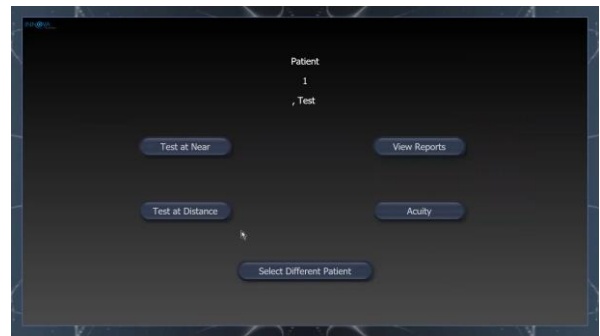 Patient
1
, Test
Test at Near
View Reports
Test at Distance
Acuity
Select Different Patient